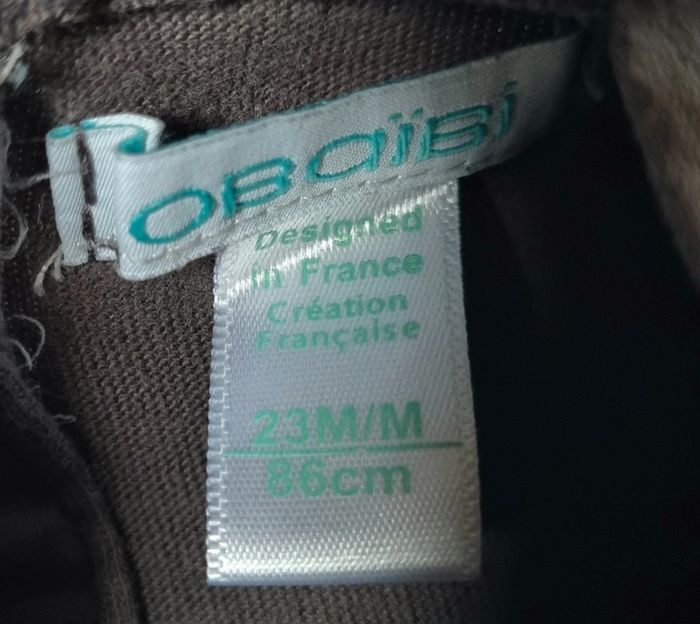 OBAÏBI
Designed
in France
Création
Française
23M/M
86cm